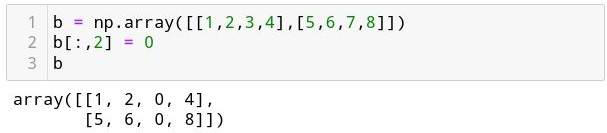 1 b = np.array([[1,2,3,4],[5,6,7,8]])
2 b[:,2] = 0
3 b
array([[1, 2, 0, 4],
       [5, 6, 0, 8]])